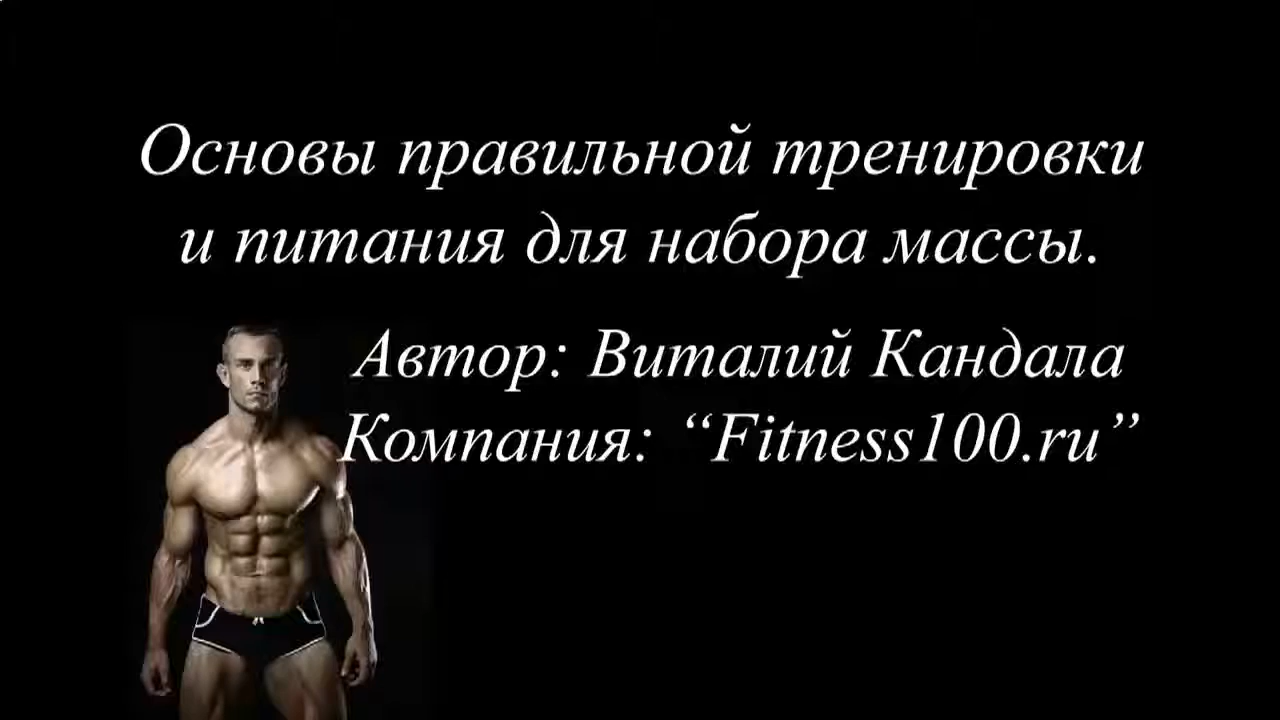 Основы правильной тренировки
и питания для набора массы.
Автор: Виталий Кандала
Компания: “Fitness100.ru”